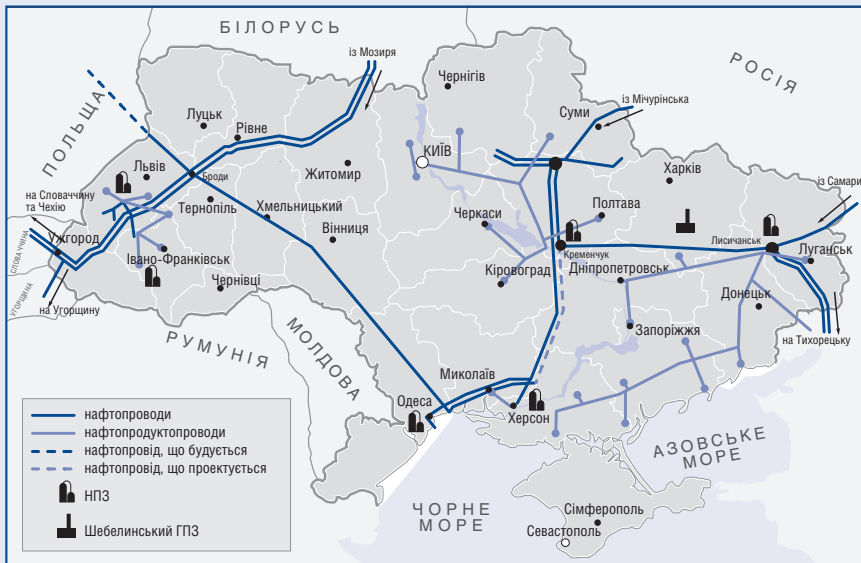 БІЛОРУСЬ
РОСІЯ
ПОЛЬЩА
СЛОВАЧЧИНА
УГОРЩИНА
РУМУНІЯ
МОЛДОВА
із Мозиря
Чернігів
Суми
із Мічурінська
Луцьк
Рівне
КИЇВ
Львів
Броди
Житомир
Харків
із Самари
на Словаччину
та Чехію
Тернопіль
Хмельницький
Вінниця
Черкаси
Полтава
Кременчук
Лисичанськ
Луганськ
Ужгород
Івано-Франківськ
Чернівці
Кіровоград
Дніпропетровськ
Донецьк
на Угорщину
Запоріжжя
на Тихорецьку
Миколаїв
Одеса
Херсон
АЗОВСЬКЕ
МОРЕ
ЧОРНЕ
МОРЕ
Сімферополь
Севастополь
нафтопроводи
нафтопродуктопроводи
нафтопровід, що будується
нафтопровід, що проектується
НПЗ
Шебелинський ГПЗ